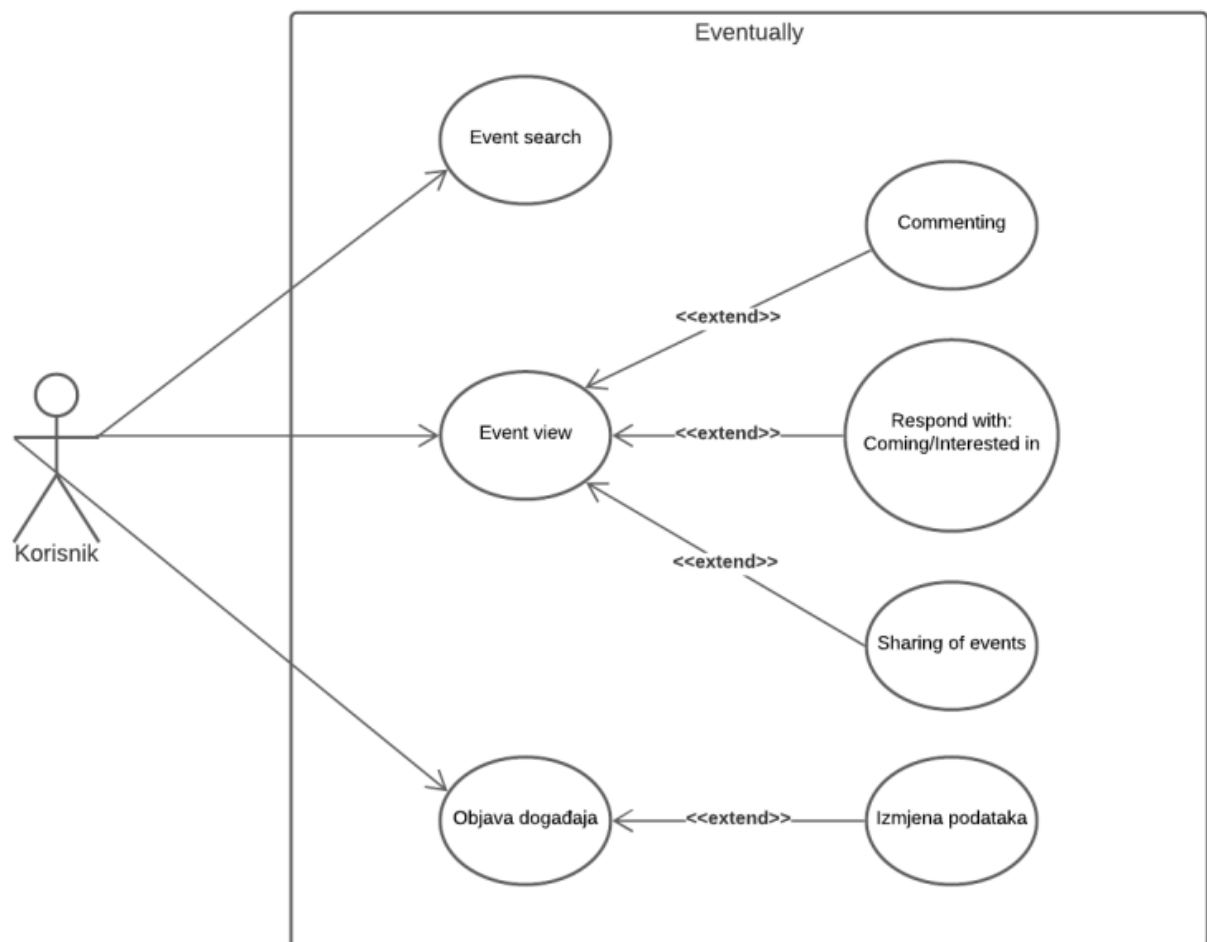 Eventually
Event search
Commenting
<<extend>>
Respond with:
Coming/Interested in
Event view
<<extend>>
Korisnik
<<extend>>
Sharing of events
Objava događaja
<<extend>>
Izmjena podataka